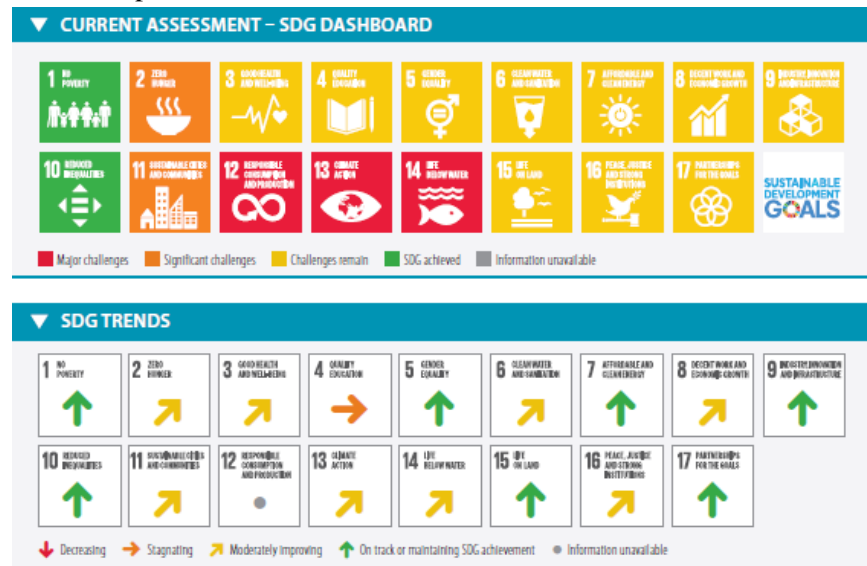 ▼ CURRENT ASSESSMENT – SDG DASHBOARD
1 NO POVERTY
2 ZERO HUNGER
3 GOOD HEALTH AND WELL-BEING
4 QUALITY EDUCATION
5 GENDER EQUALITY
6 CLEAN WATER AND SANITATION
7 AFFORDABLE AND CLEAN ENERGY
8 DECENT WORK AND ECONOMIC GROWTH
9 INDUSTRY, INNOVATION AND INFRASTRUCTURE
10 REDUCED INEQUALITIES
11 SUSTAINABLE CITIES AND COMMUNITIES
12 RESPONSIBLE CONSUMPTION AND PRODUCTION
13 CLIMATE ACTION
14 LIFE BELOW WATER
15 LIFE ON LAND
16 PEACE, JUSTICE AND STRONG INSTITUTIONS
17 PARTNERSHIPS FOR THE GOALS
SUSTAINABLE
DEVELOPMENT
GOALS
Major challenges Significant challenges Challenges remain SDG achieved Information unavailable
▼ SDG TRENDS
1 NO POVERTY
2 ZERO HUNGER
3 GOOD HEALTH AND WELL-BEING
4 QUALITY EDUCATION
5 GENDER EQUALITY
6 CLEAN WATER AND SANITATION
7 AFFORDABLE AND CLEAN ENERGY
8 DECENT WORK AND ECONOMIC GROWTH
9 INDUSTRY, INNOVATION AND INFRASTRUCTURE
10 REDUCED INEQUALITIES
11 SUSTAINABLE CITIES AND COMMUNITIES
12 RESPONSIBLE CONSUMPTION AND PRODUCTION
13 CLIMATE ACTION
14 LIFE BELOW WATER
15 LIFE ON LAND
16 PEACE, JUSTICE AND STRONG INSTITUTIONS
17 PARTNERSHIPS FOR THE GOALS
Decreasing Stagnating Moderately improving On track or maintaining SDG achievement Information unavailable